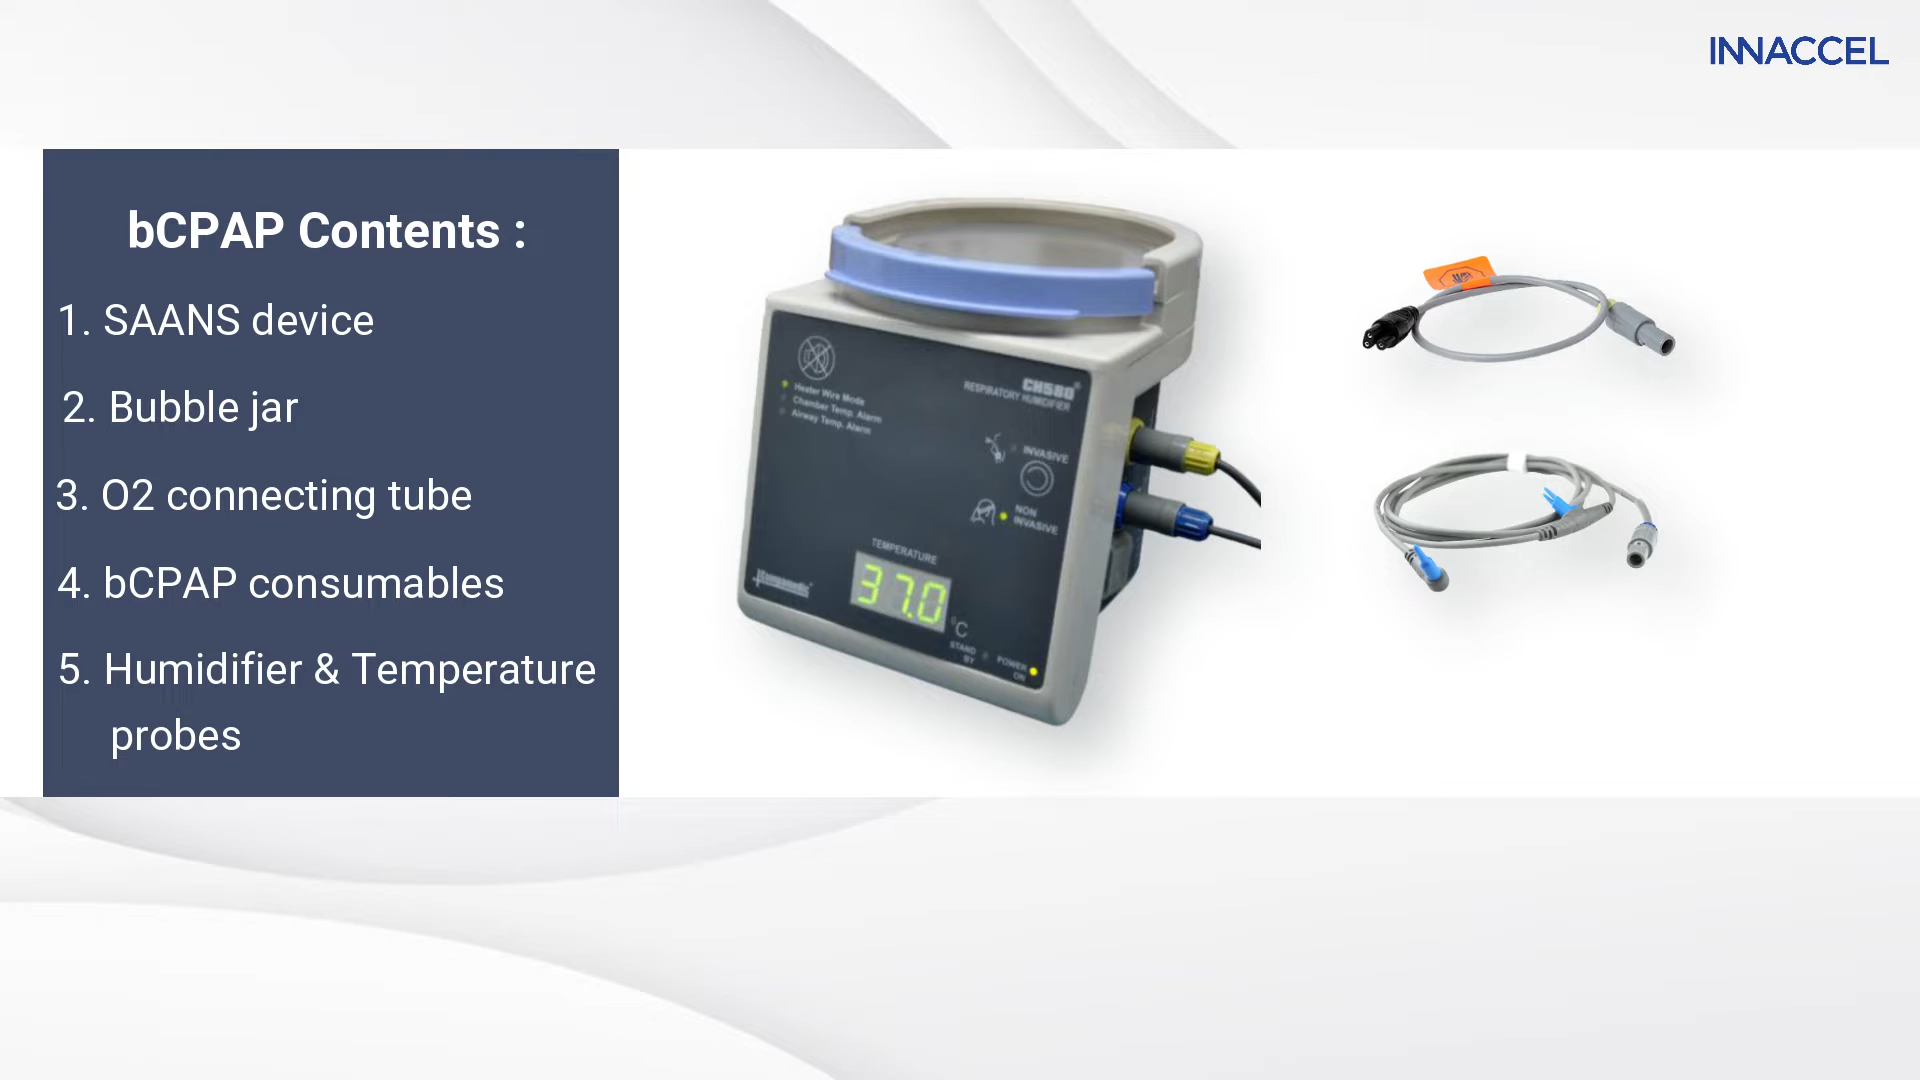 INNACCEL
bCPAP Contents :
1. SAANS device
2. Bubble jar
3. O2 connecting tube
4. bCPAP consumables
5. Humidifier & Temperature
probes
Heater Wire Mode
Chamber Temp. Alarm
Airway Temp. Alarm
CH580®
RESPIRATORY HUMIDIFIER
INVASIVE
NON
INVASIVE
TEMPERATURE
37.0
°C
STAND
BY
POWER
ON